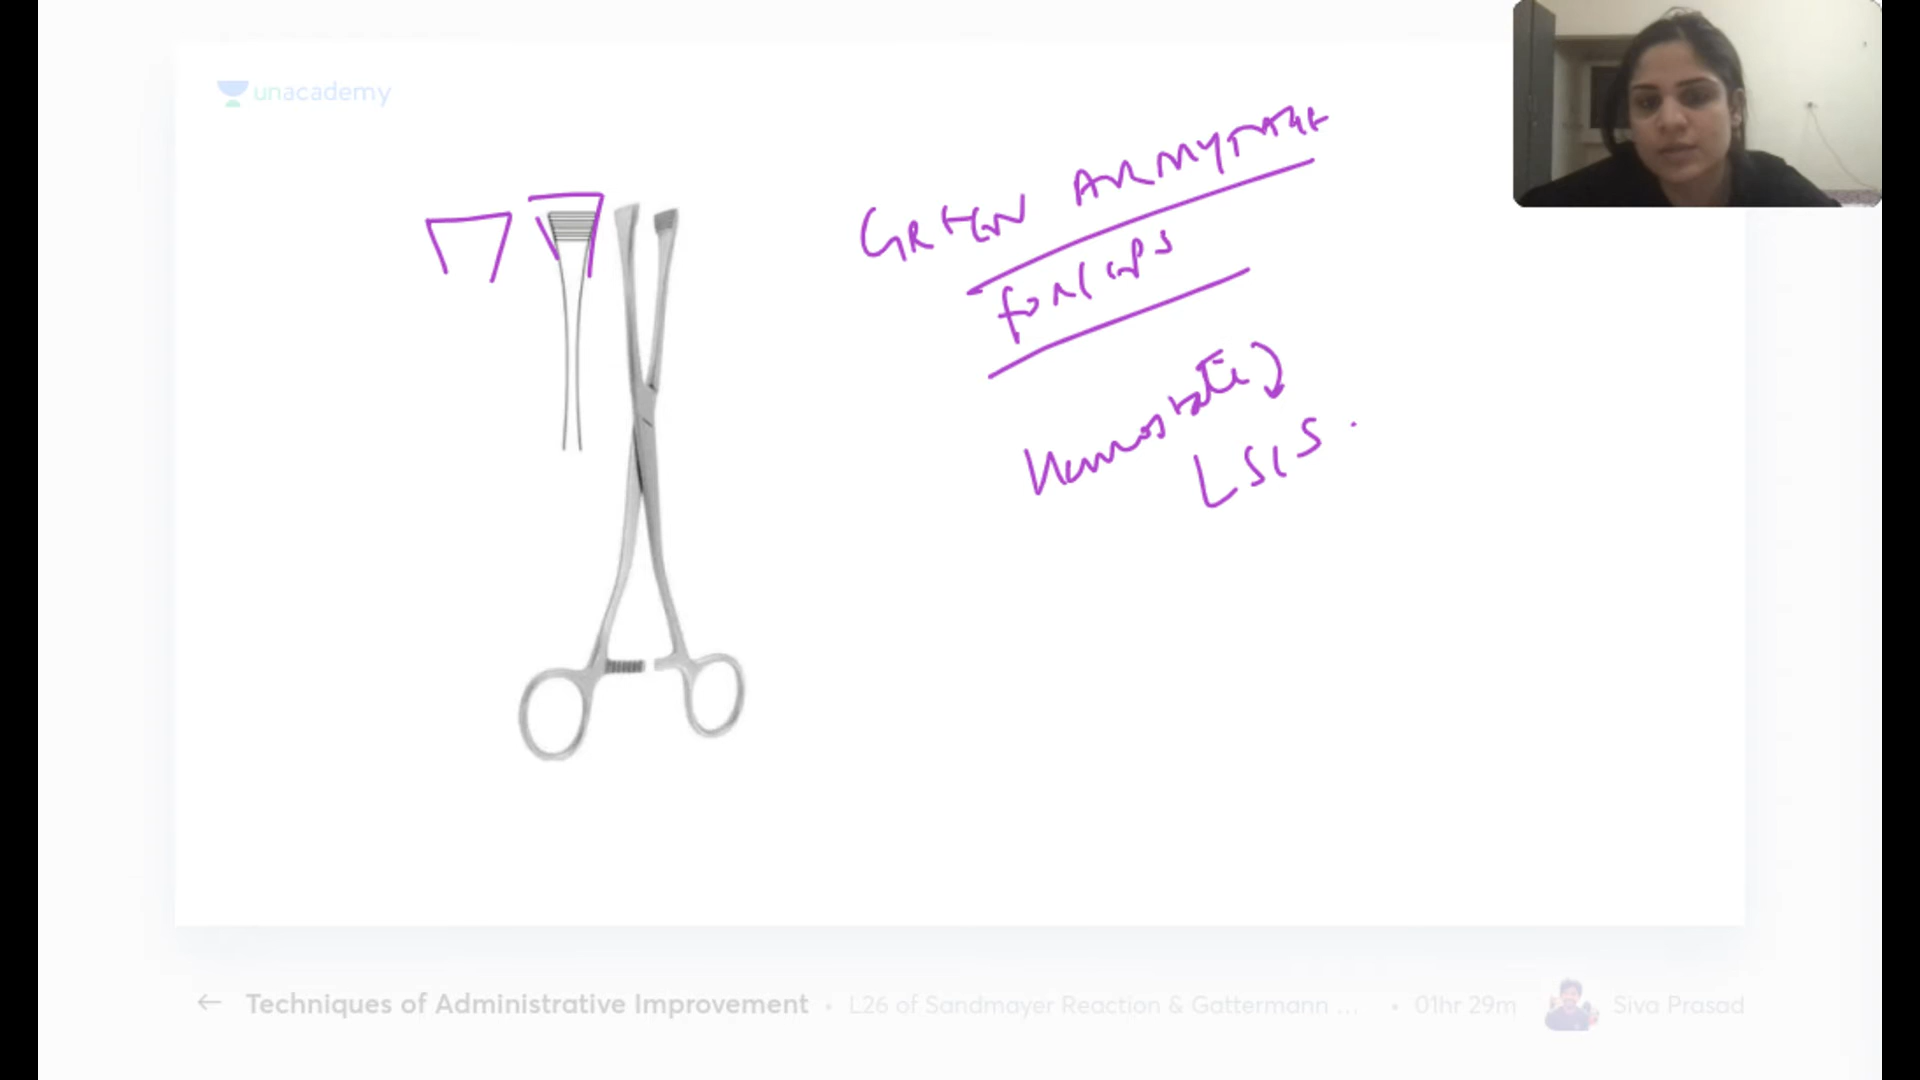 unacademy
GREEN ARMYTAGE
forceps
Hemostatic
LSCS.
Techniques of Administrative Improvement • L26 of Sandmayer Reaction & Gattermann ... • 01hr 29m Siva Prasad